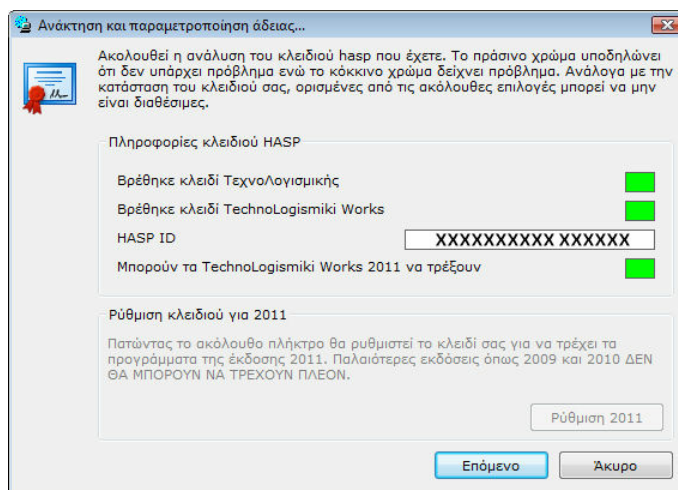 Ανάκτηση και παραμετροποίηση άδειας...
Ακολουθεί η ανάλυση του κλειδιού hasp που έχετε. Το πράσινο χρώμα υποδηλώνει
ότι δεν υπάρχει πρόβλημα ενώ το κόκκινο χρώμα δείχνει πρόβλημα. Ανάλογα με την
κατάσταση του κλειδιού σας, ορισμένες από τις ακόλουθες επιλογές μπορεί να μην
είναι διαθέσιμες.
Πληροφορίες κλειδιού HASP
Βρέθηκε κλειδί ΤεχνοΛογισμικής
Βρέθηκε κλειδί TechnoLogismiki Works
HASP ID
XXXXXXXXXX XXXXXX
Μπορούν τα TechnoLogismiki Works 2011 να τρέξουν
Ρύθμιση κλειδιού για 2011
Πατώντας το ακόλουθο πλήκτρο θα ρυθμιστεί το κλειδί σας για να τρέχει τα
προγράμματα της έκδοσης 2011. Παλαιότερες εκδόσεις όπως 2009 και 2010 ΔΕΝ
ΘΑ ΜΠΟΡΟΥΝ ΝΑ ΤΡΕΧΟΥΝ ΠΛΕΟΝ.
Ρύθμιση 2011
Επόμενο
Άκυρο